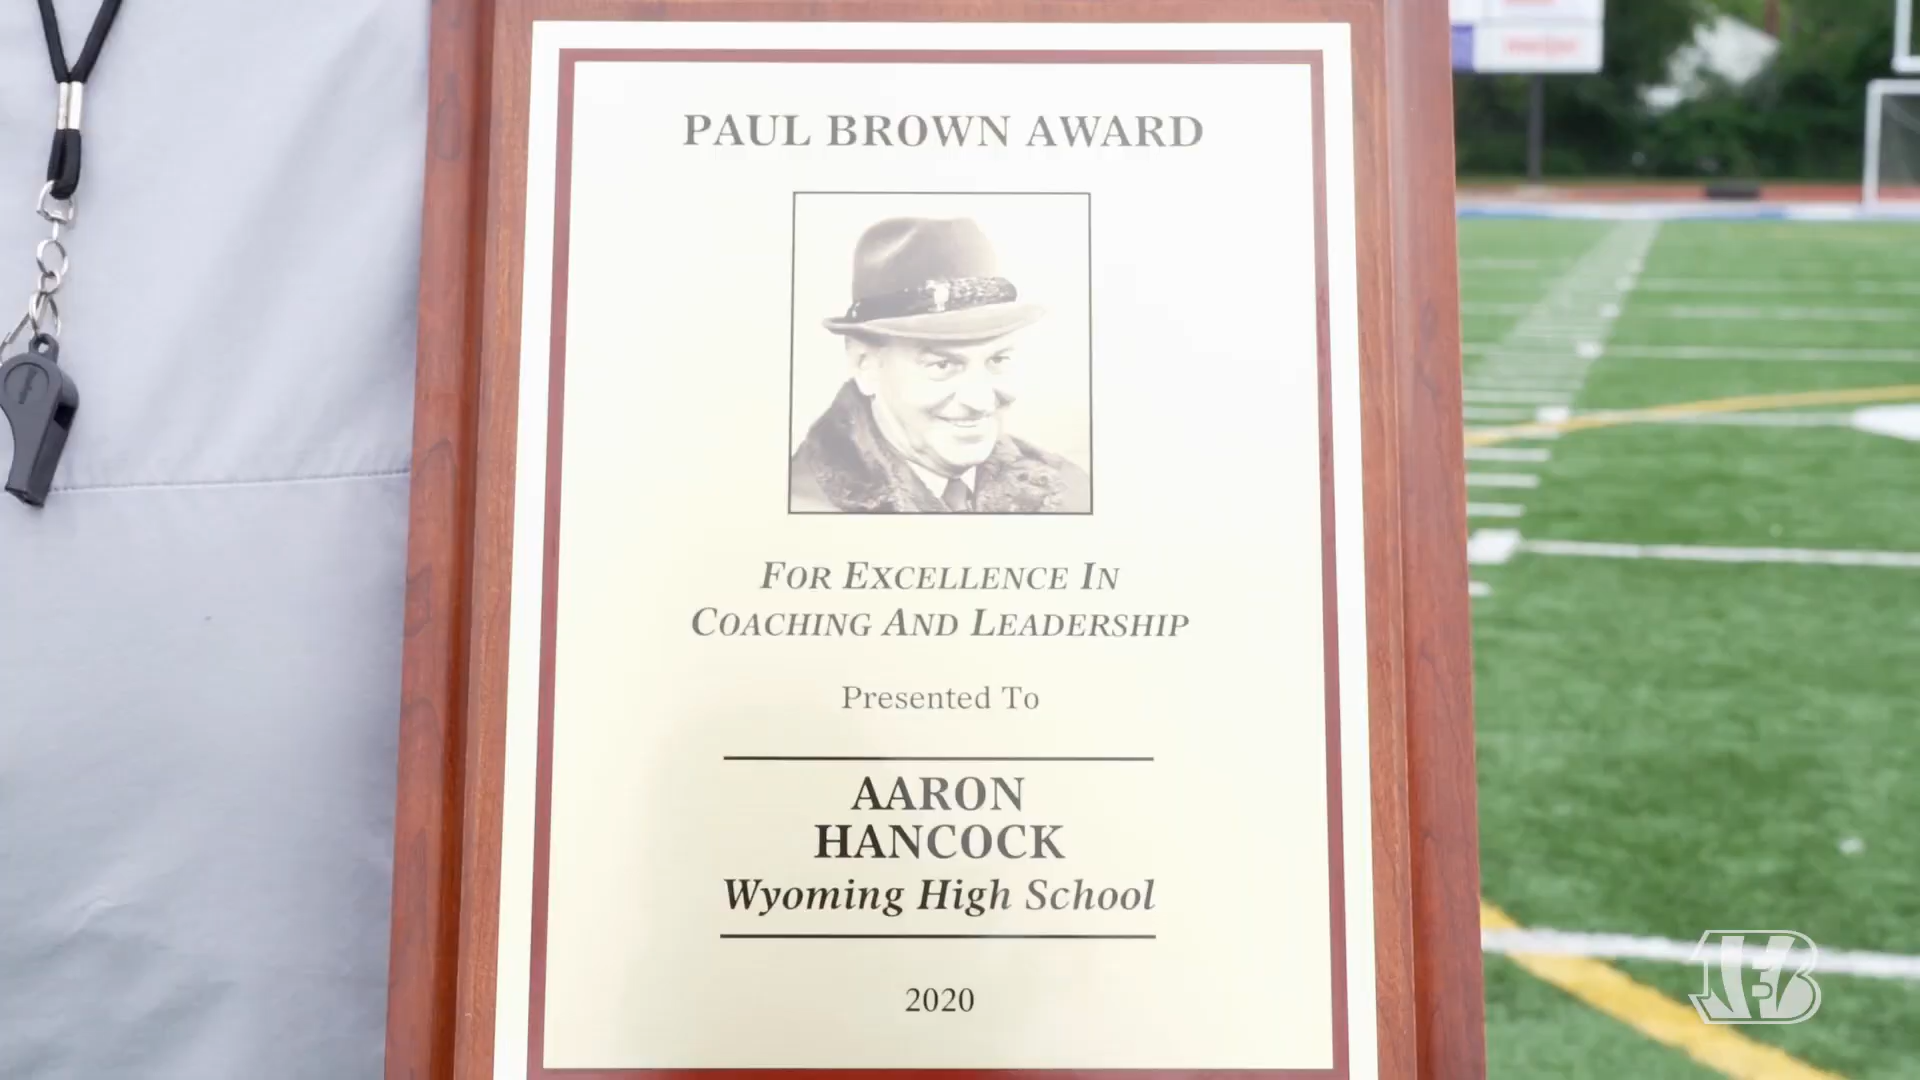 PAUL BROWN AWARD
FOR EXCELLENCE IN
COACHING AND LEADERSHIP
Presented To
AARON
HANCOCK
Wyoming High School
2020
B